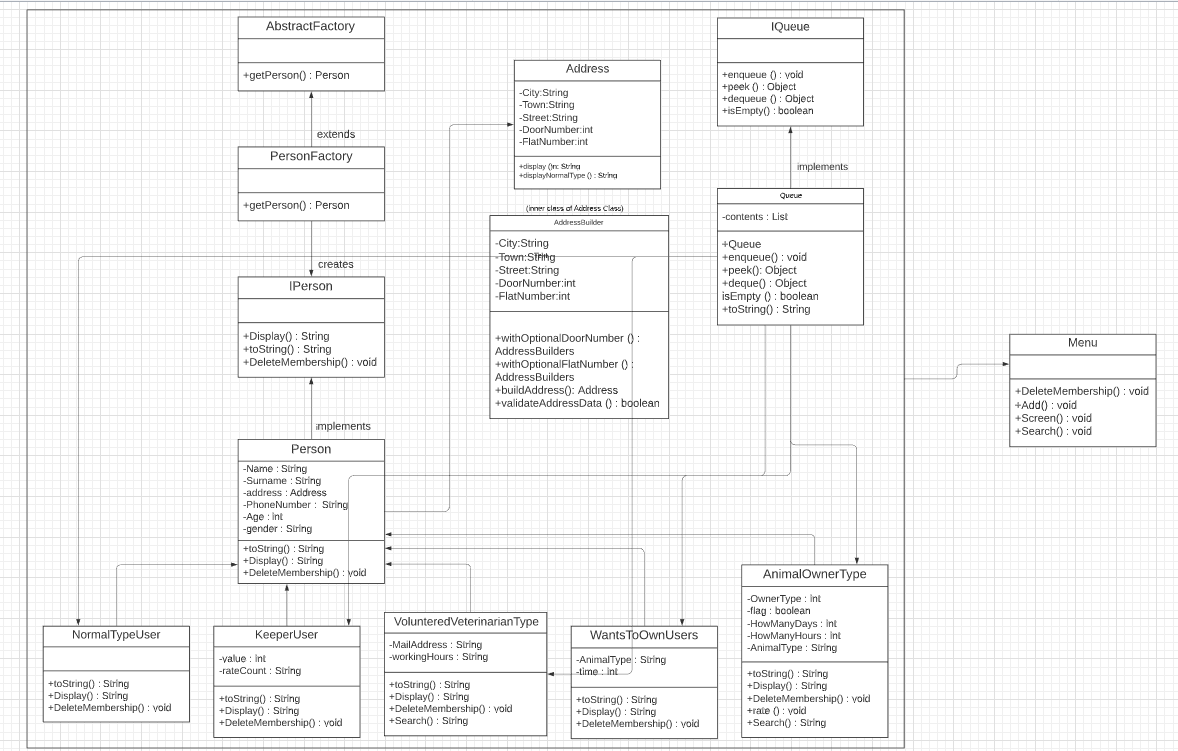 AbstractFactory
+getPerson() : Person
extends
PersonFactory
+getPerson() : Person
creates
IPerson
+Display() : String
+toString() : String
+DeleteMembership() : void
implements
Person
-Name : String
-Surname : String
-address : Address
-PhoneNumber : String
-Age : int
-gender : String
+toString() : String
+Display() : String
+DeleteMembership() : void
Address
-City:String
-Town:String
-Street:String
-DoorNumber:int
-FlatNumber:int
+display ()in: String
+displayNormalType () : String
(inner class of Address Class)
AddressBuilder
-City:String
-Town:String
-Street:String
-DoorNumber:int
-FlatNumber:int
+withOptionalDoorNumber () :
AddressBuilders
+withOptionalFlatNumber () :
AddressBuilders
+buildAddress(): Address
+validateAddressData () : boolean
IQueue
+enqueue () : void
+peek () : Object
+dequeue () : Object
+isEmpty() : boolean
implements
Queue
-contents : List
+Queue
+enqueue() : void
+peek(): Object
+deque() : Object
isEmpty () : boolean
+toString() : String
Menu
+DeleteMembership() : void
+Add() : void
+Screen() : void
+Search() : void
NormalTypeUser
+toString() : String
+Display() : String
+DeleteMembership() : void
KeeperUser
-value : int
-rateCount : String
+toString() : String
+Display() : String
+DeleteMembership() : void
VolunteredVeterinarianType
-MailAddress : String
-workingHours : String
+toString() : String
+Display() : String
+DeleteMembership() : void
+Search() : String
WantsToOwnUsers
-AnimalType : String
-time : int
+toString() : String
+Display() : String
+DeleteMembership() : void
AnimalOwnerType
-OwnerType : int
-flag : boolean
-HowManyDays : int
-HowManyHours : int
-AnimalType : String
+toString() : String
+Display() : String
+DeleteMembership() : void
+rate () : void
+Search() : String